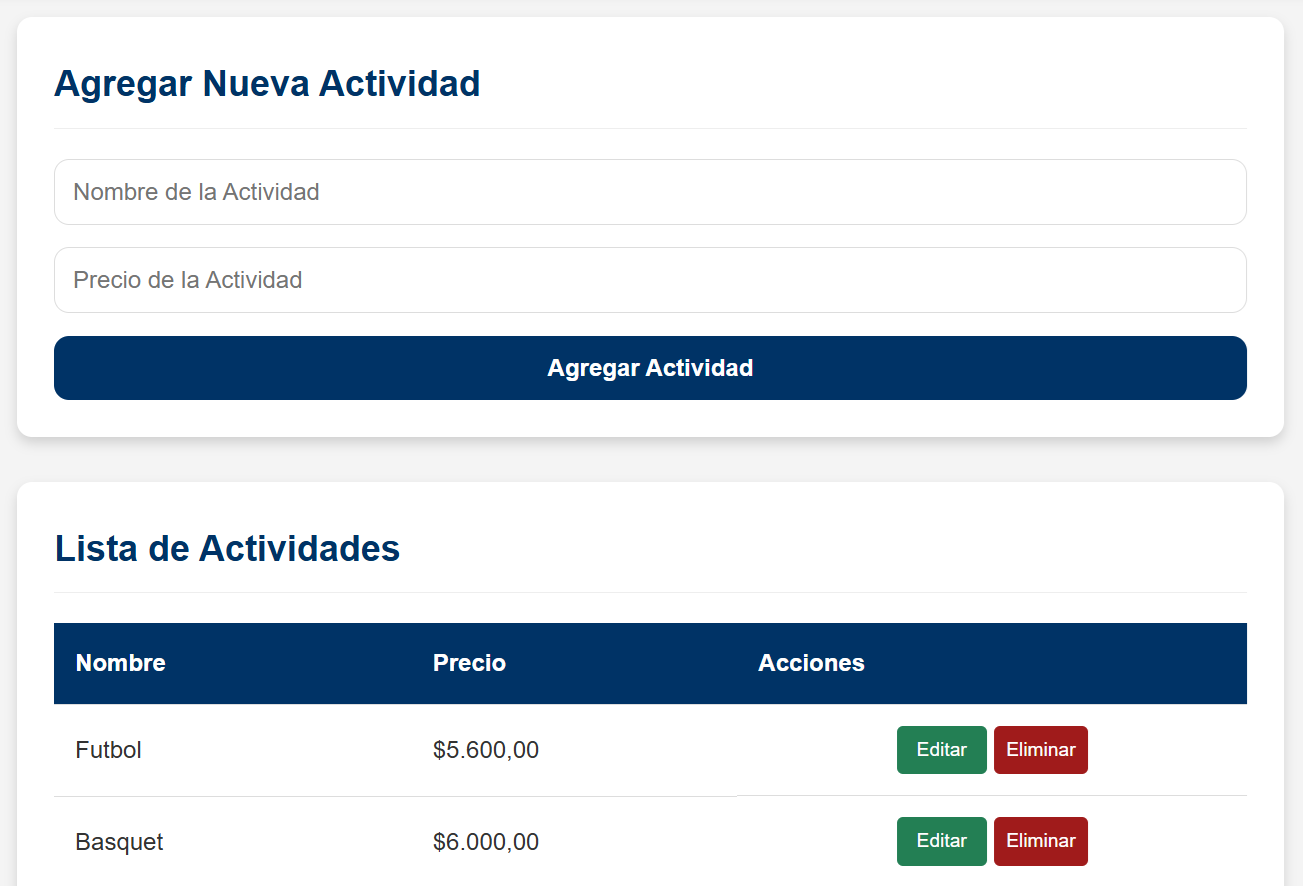 Agregar Nueva Actividad
Nombre de la Actividad
Precio de la Actividad
Agregar Actividad
Lista de Actividades
Nombre Precio Acciones
Futbol $5.600,00 Editar Eliminar
Basquet $6.000,00 Editar Eliminar